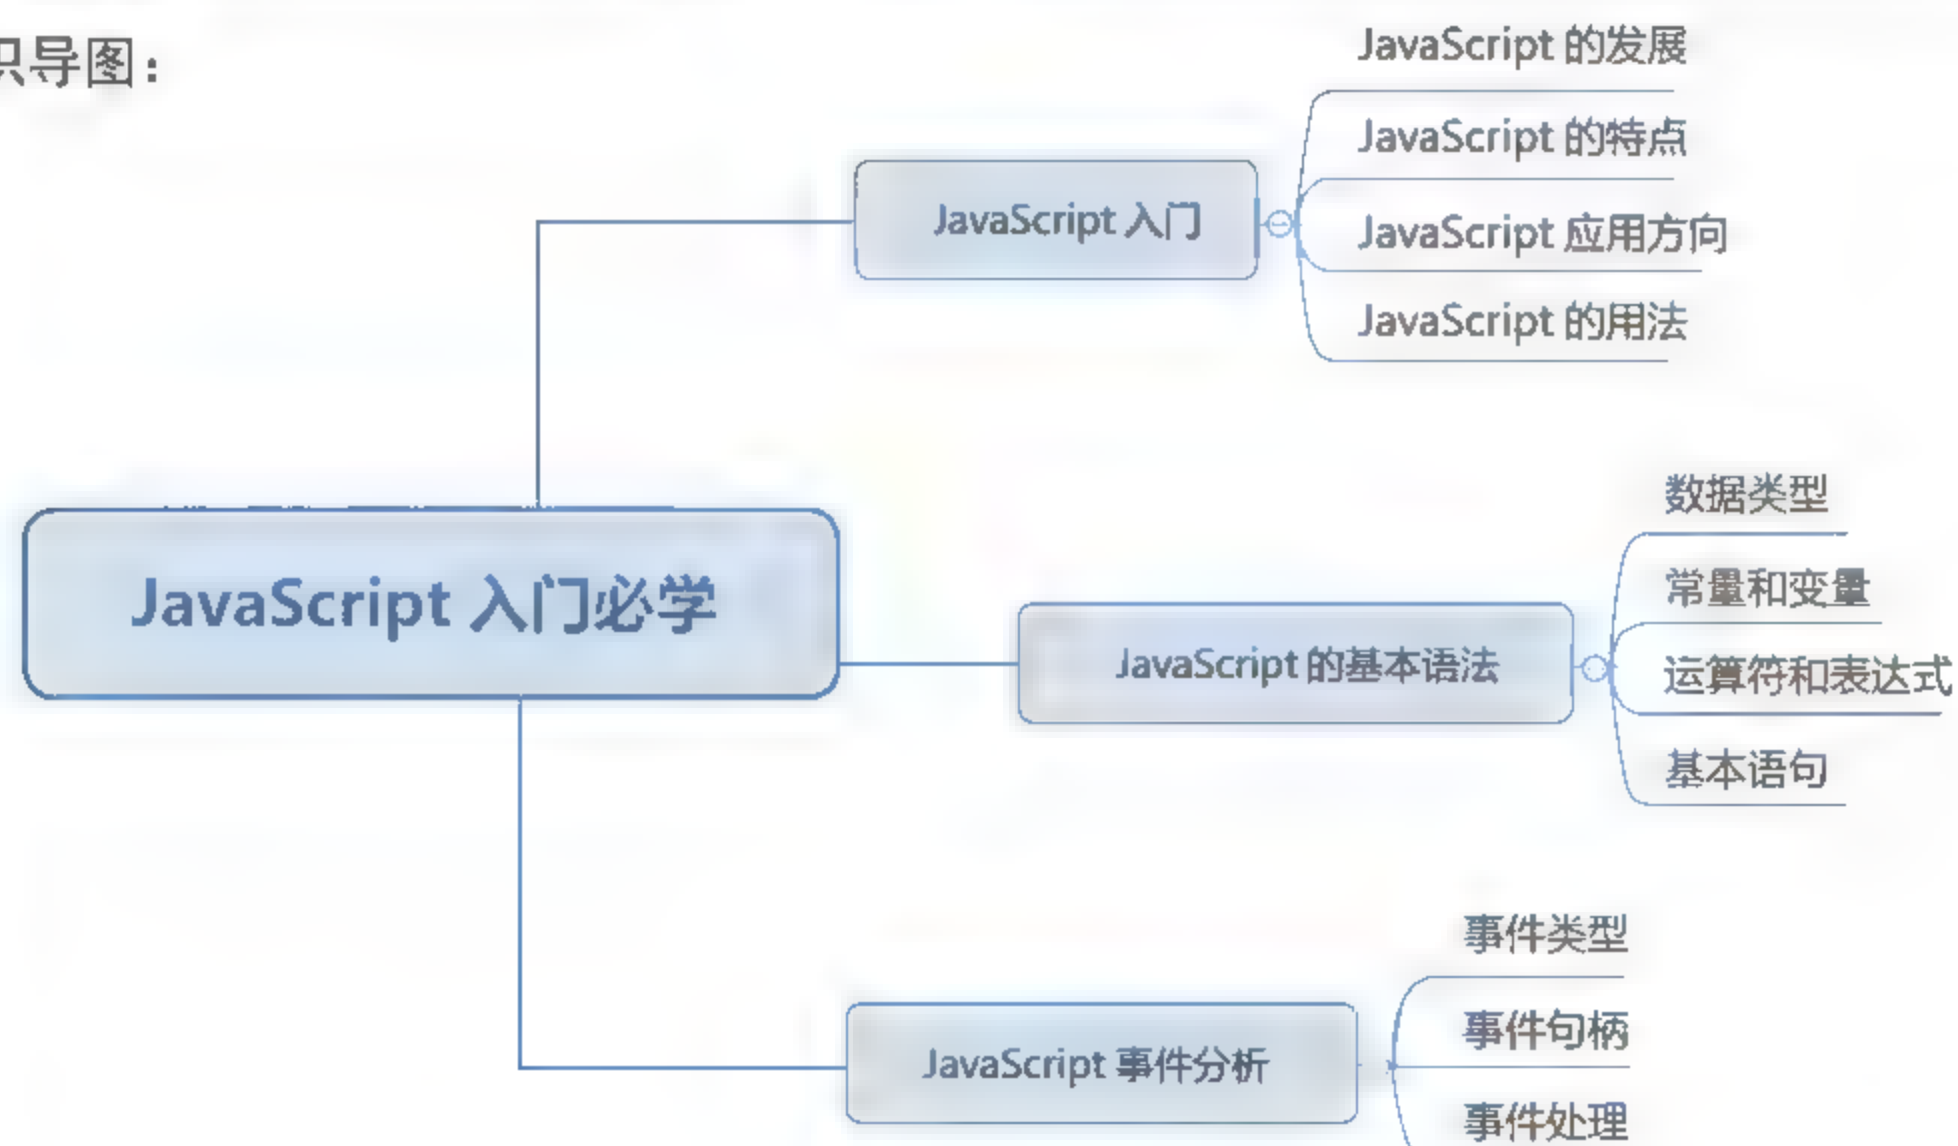 识导图：
JavaScript 的发展
JavaScript 的特点
JavaScript 入门
JavaScript 应用方向
JavaScript 的用法
数据类型
常量和变量
JavaScript 入门必学
JavaScript 的基本语法
运算符和表达式
基本语句
事件类型
事件句柄
JavaScript 事件分析
事件处理